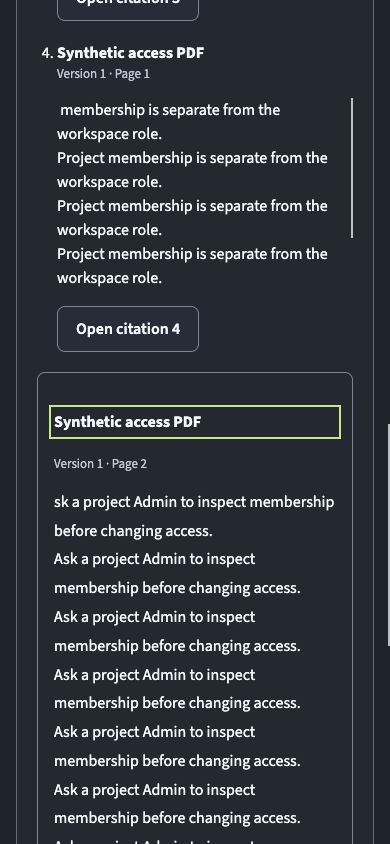 Open citation 3
4. Synthetic access PDF
Version 1 · Page 1
membership is separate from the
workspace role.
Project membership is separate from the
workspace role.
Project membership is separate from the
workspace role.
Project membership is separate from the
workspace role.
Open citation 4
Synthetic access PDF
Version 1 · Page 2
sk a project Admin to inspect membership
before changing access.
Ask a project Admin to inspect
membership before changing access.
Ask a project Admin to inspect
membership before changing access.
Ask a project Admin to inspect
membership before changing access.
Ask a project Admin to inspect
membership before changing access.
Ask a project Admin to inspect
membership before changing access.